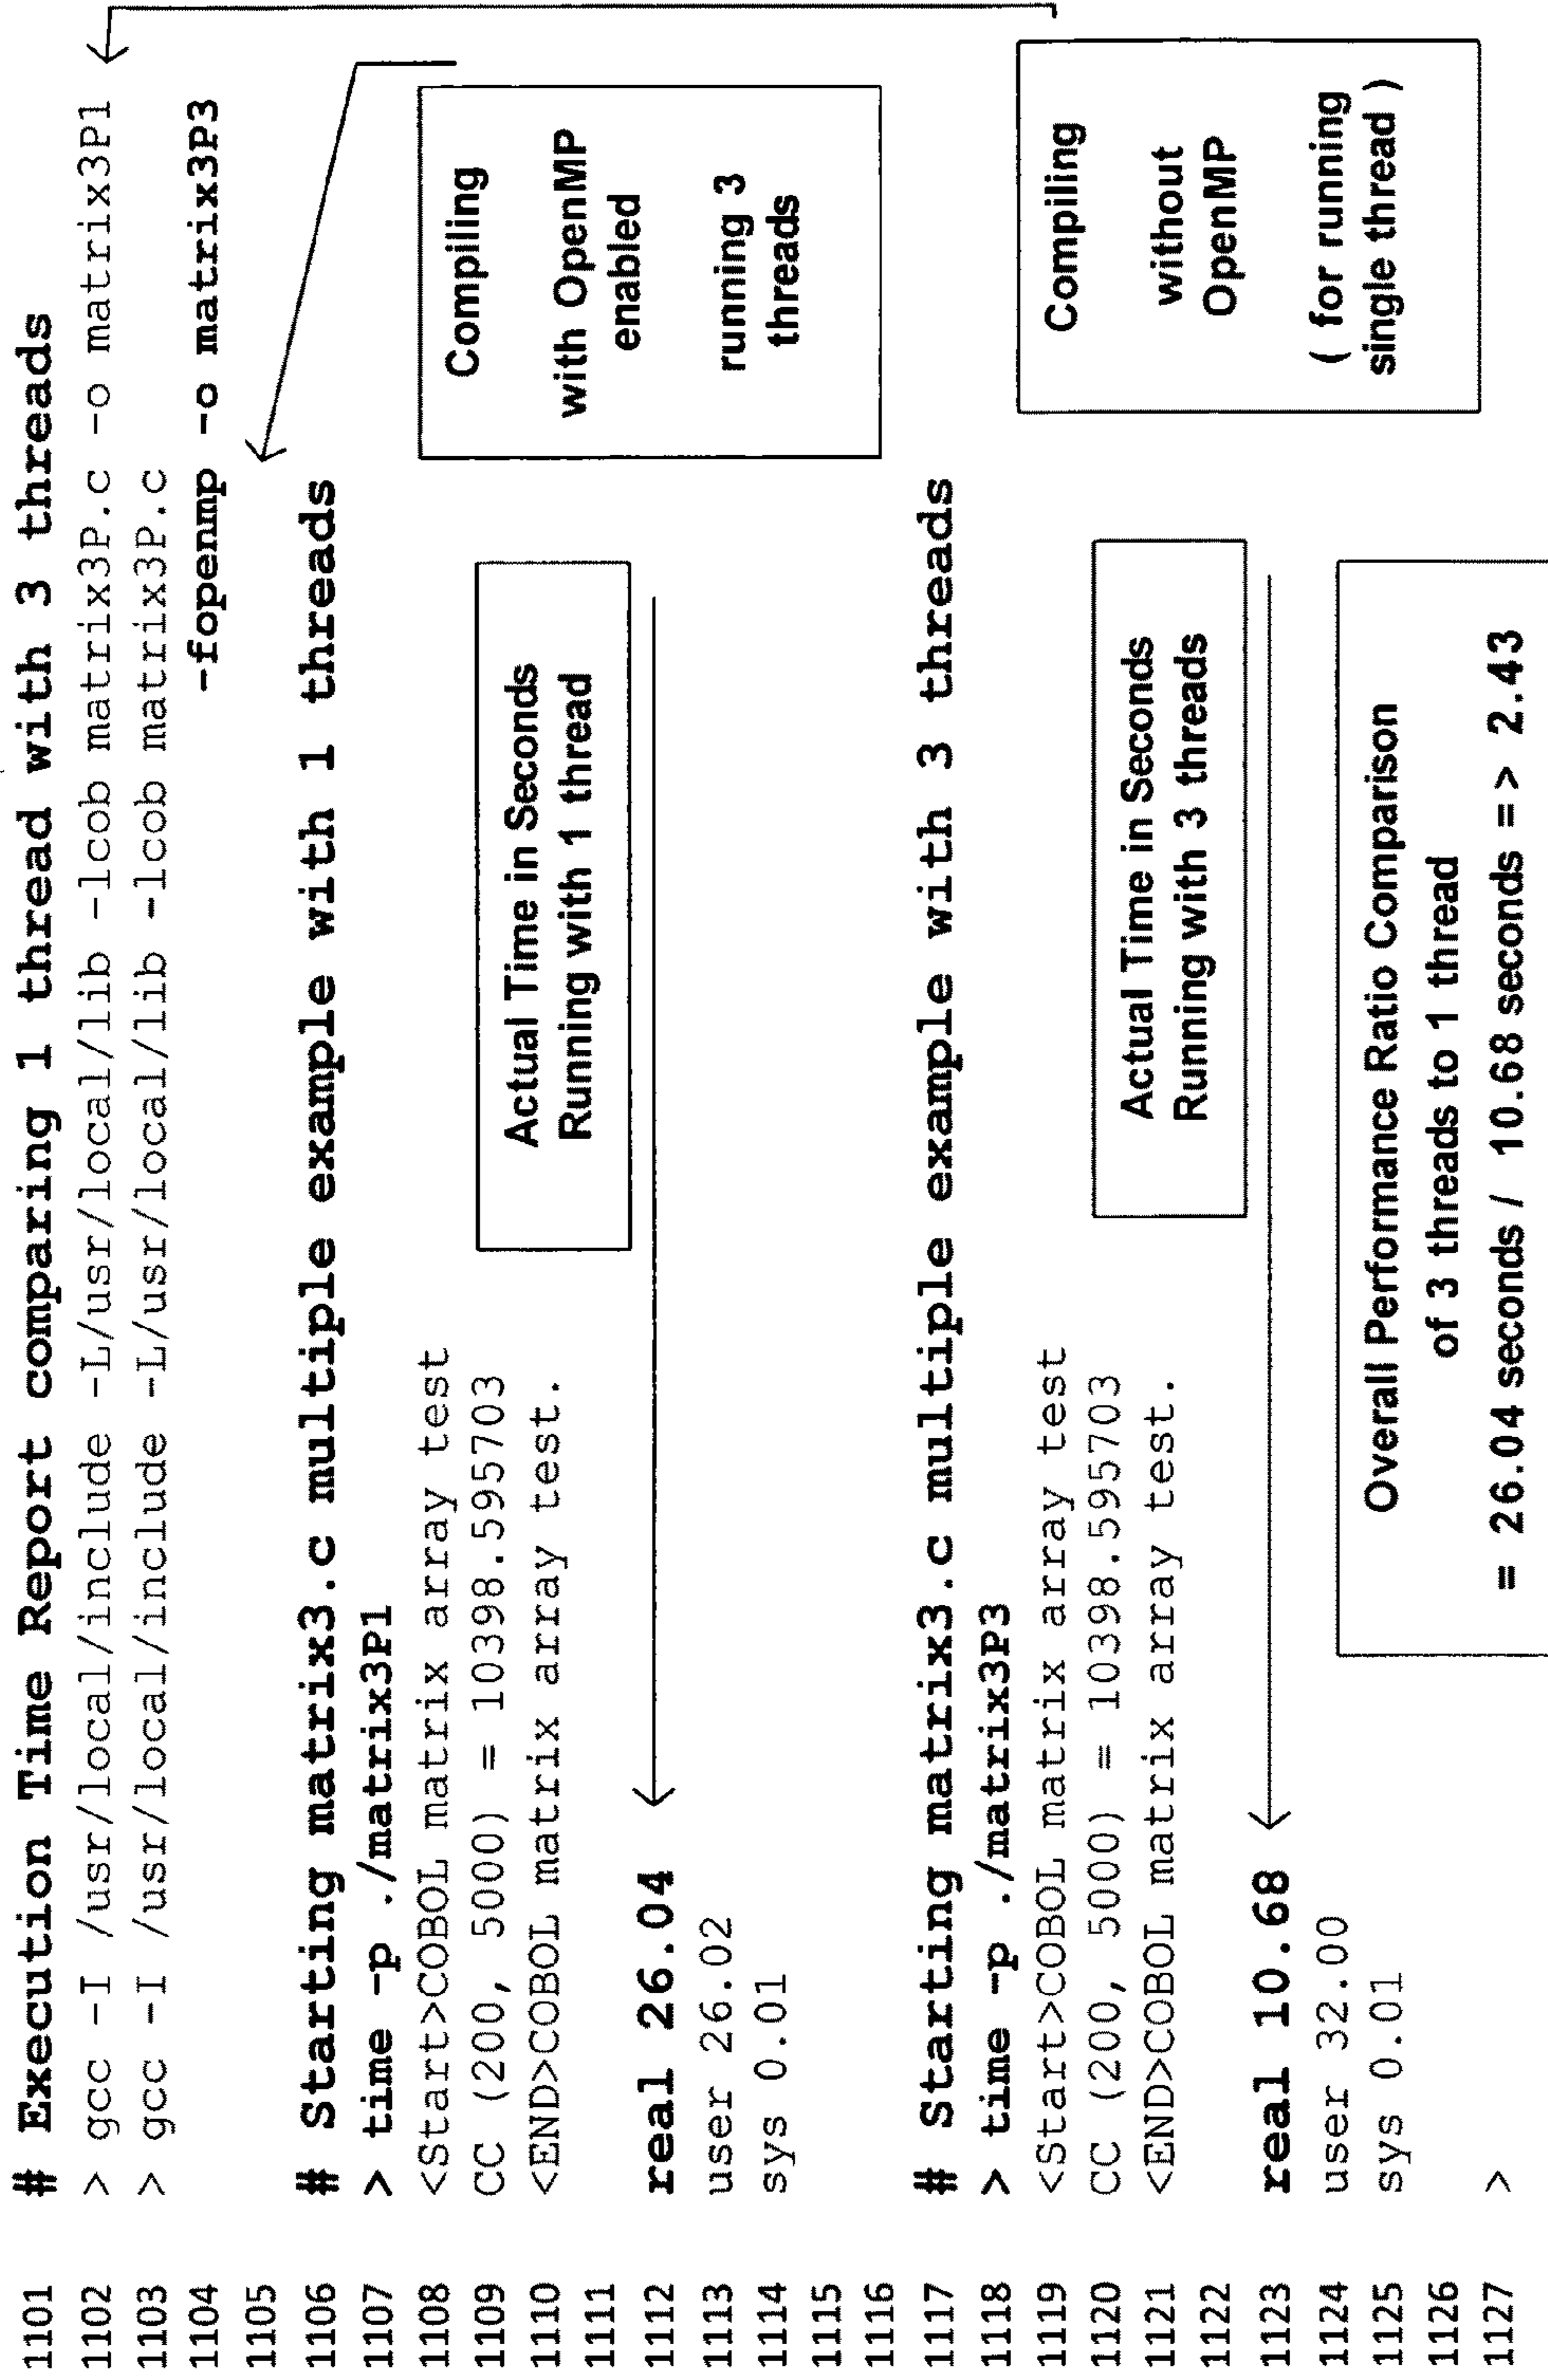 1101 # Execution Time Report comparing 1 thread with 3 threads
1102 > gcc -I /usr/local/include -L/usr/local/lib -lcob matrix3P.c -o matrix3P1
1103 > gcc -I /usr/local/include -L/usr/local/lib -lcob matrix3P.c
1104 -fopenmp -o matrix3P3
1105
1106 # Starting matrix3.c multiple example with 1 threads
1107 > time -p ./matrix3P1
1108 <Start>COBOL matrix array test
1109 CC (200, 5000) = 10398.595703
1110 <END>COBOL matrix array test.
1111
1112 real 26.04
1113 user 26.02
1114 sys 0.01
1115
1116
1117 # Starting matrix3.c multiple example with 3 threads
1118 > time -p ./matrix3P3
1119 <Start>COBOL matrix array test
1120 CC (200, 5000) = 10398.595703
1121 <END>COBOL matrix array test.
1122
1123 real 10.68
1124 user 32.00
1125 sys 0.01
1126
1127 >
Compiling
with OpenMP
enabled
running 3
threads
Actual Time in Seconds
Running with 1 thread
Compiling
without
OpenMP
( for running
single thread )
Actual Time in Seconds
Running with 3 threads
Overall Performance Ratio Comparison
of 3 threads to 1 thread
= 26.04 seconds / 10.68 seconds = > 2.43